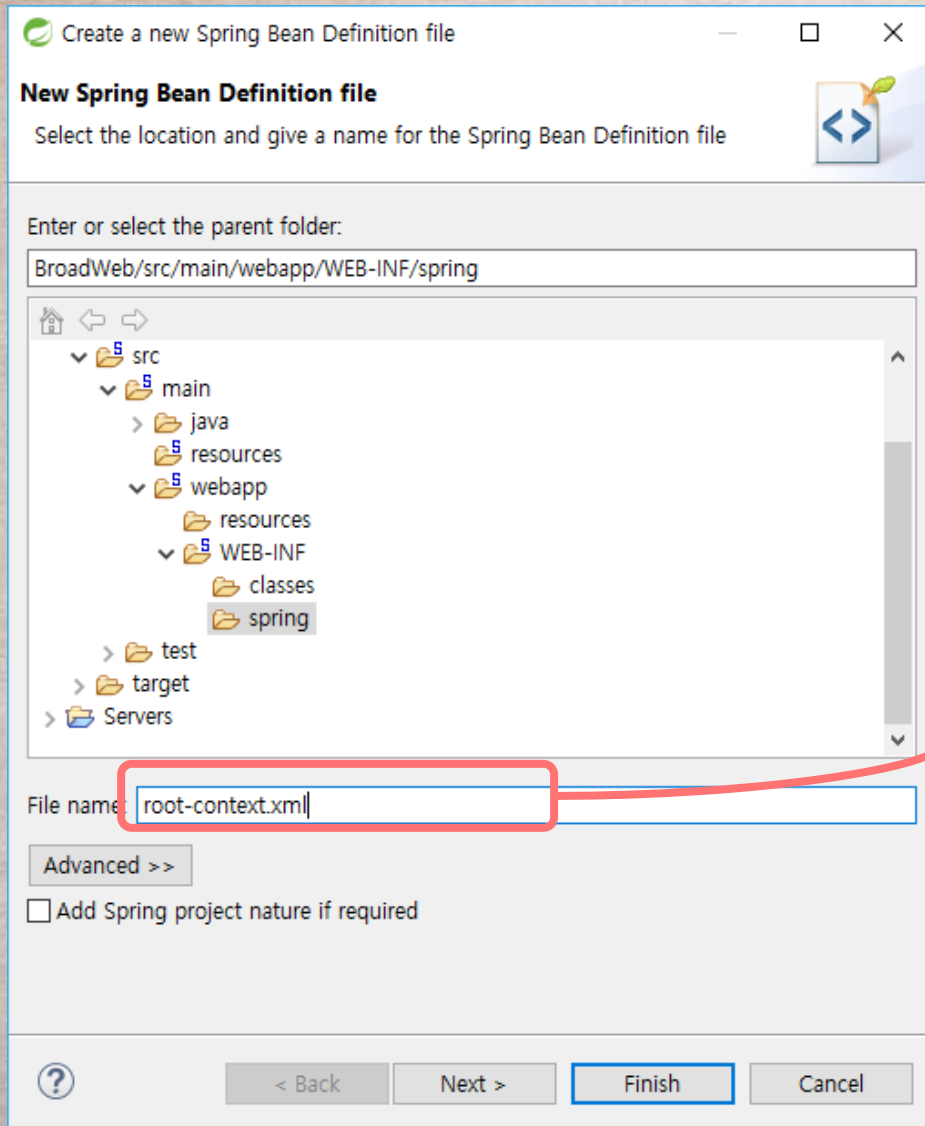 Create a new Spring Bean Definition file
New Spring Bean Definition file
Select the location and give a name for the Spring Bean Definition file
Enter or select the parent folder:
BroadWeb/src/main/webapp/WEB-INF/spring
src
main
java
resources
webapp
resources
WEB-INF
classes
spring
test
target
Servers
File name: root-context.xml
Advanced >>
Add Spring project nature if required
? < Back Next > Finish Cancel